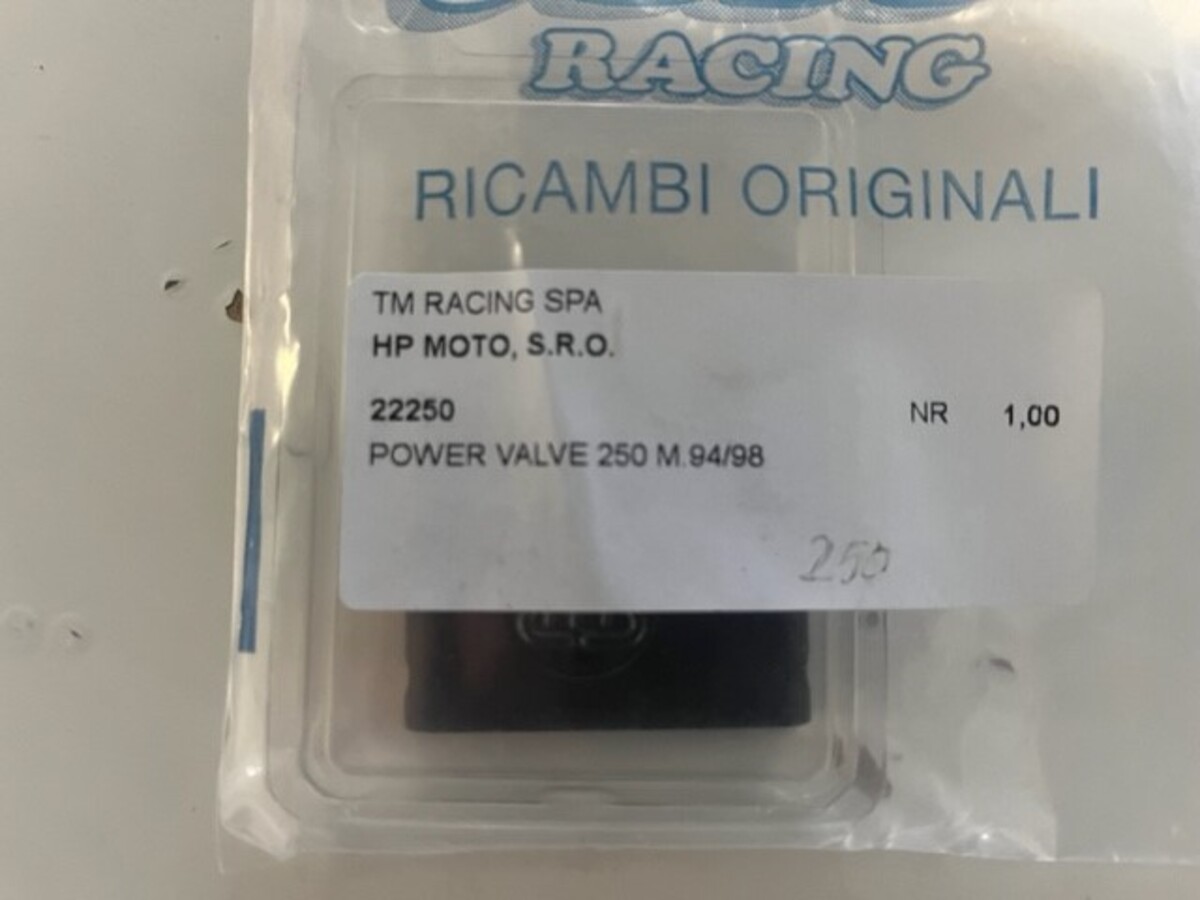 RACING
RICAMBI ORIGINALI
TM RACING SPA
HP MOTO, S.R.O.
22250 NR 1,00
POWER VALVE 250 M.94/98
250